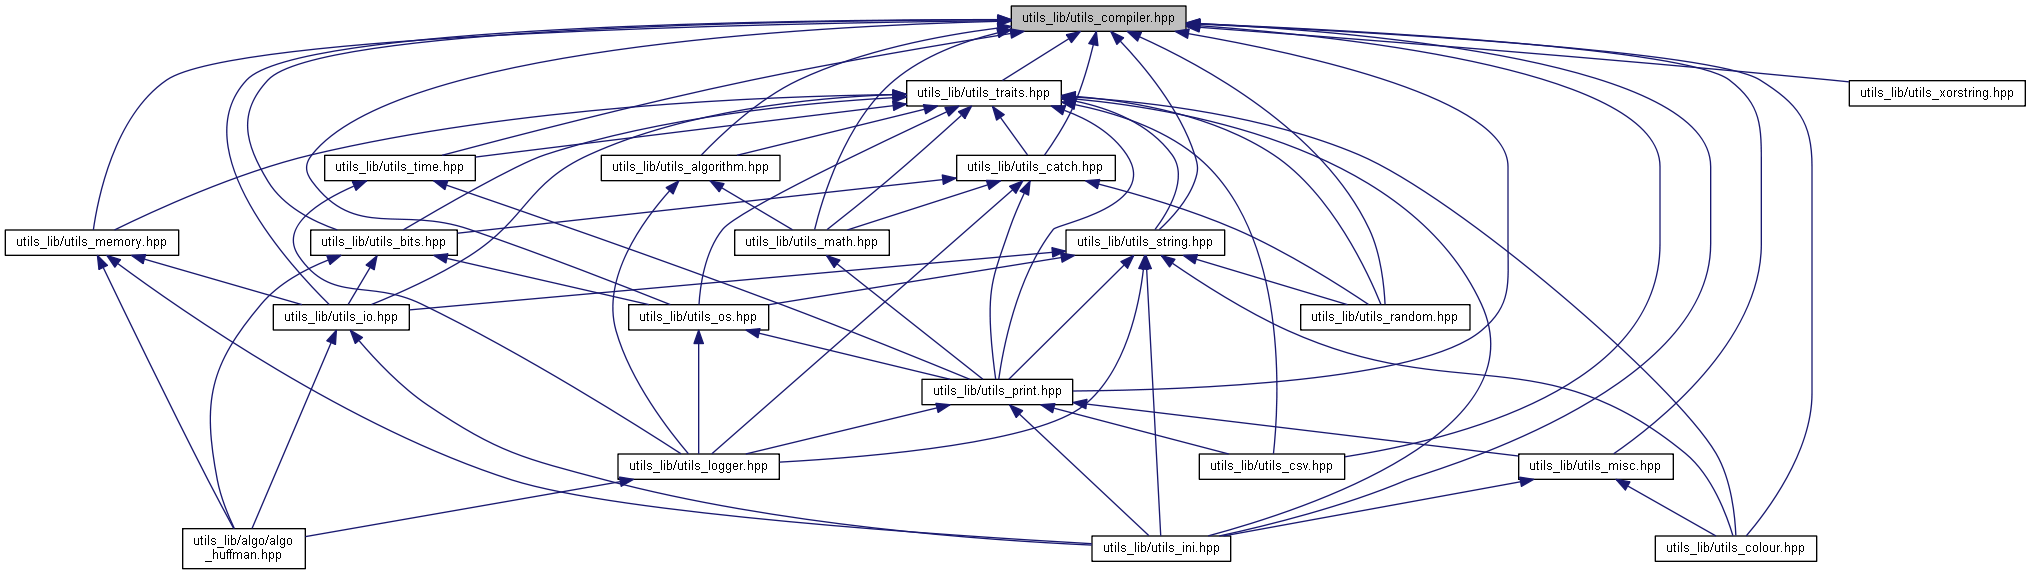 utils_lib/utils_compiler.hpp
utils_lib/utils_traits.hpp
utils_lib/utils_xorstring.hpp
utils_lib/utils_time.hpp
utils_lib/utils_algorithm.hpp
utils_lib/utils_catch.hpp
utils_lib/utils_memory.hpp
utils_lib/utils_bits.hpp
utils_lib/utils_math.hpp
utils_lib/utils_string.hpp
utils_lib/utils_io.hpp
utils_lib/utils_os.hpp
utils_lib/utils_random.hpp
utils_lib/utils_print.hpp
utils_lib/utils_logger.hpp
utils_lib/utils_csv.hpp
utils_lib/utils_misc.hpp
utils_lib/algo/algo
_huffman.hpp
utils_lib/utils_ini.hpp
utils_lib/utils_colour.hpp